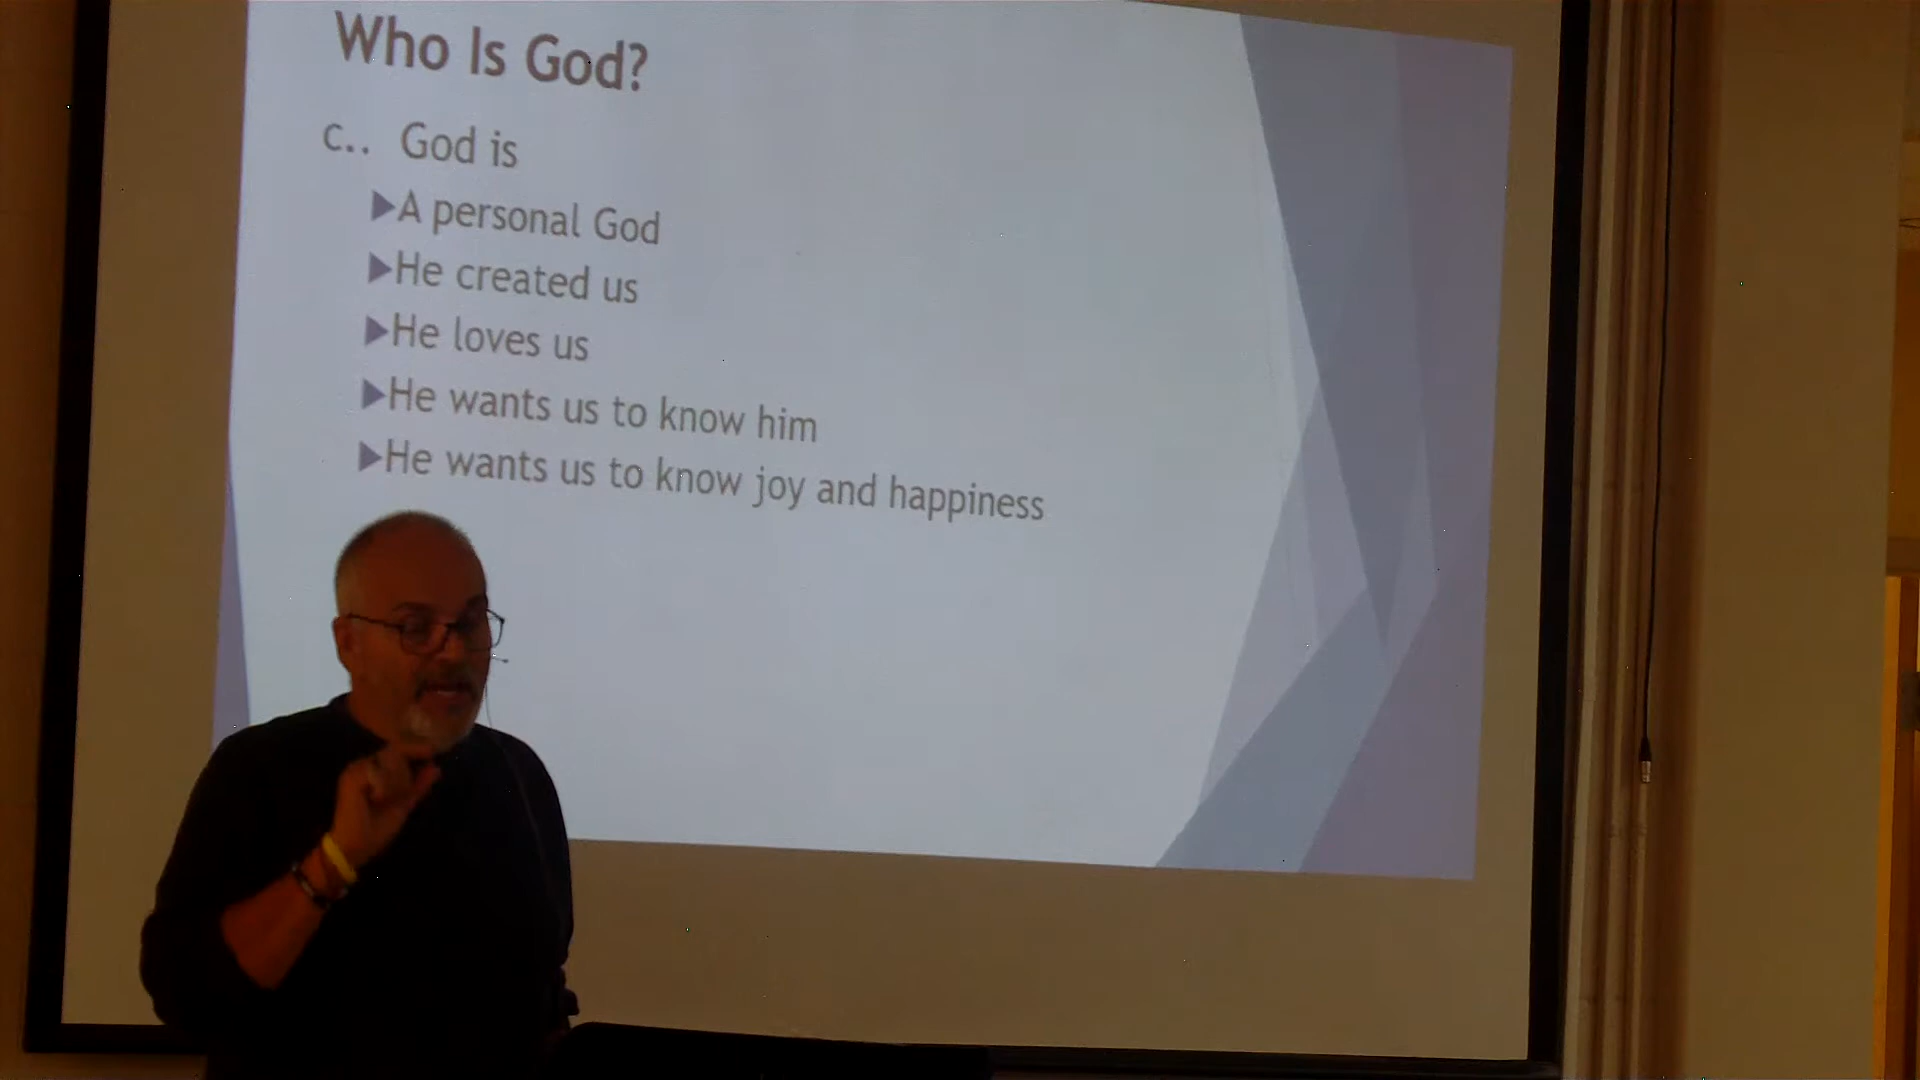 Who Is God?
c.. God is
▶A personal God
▶He created us
▶He loves us
▶He wants us to know him
▶He wants us to know joy and happiness